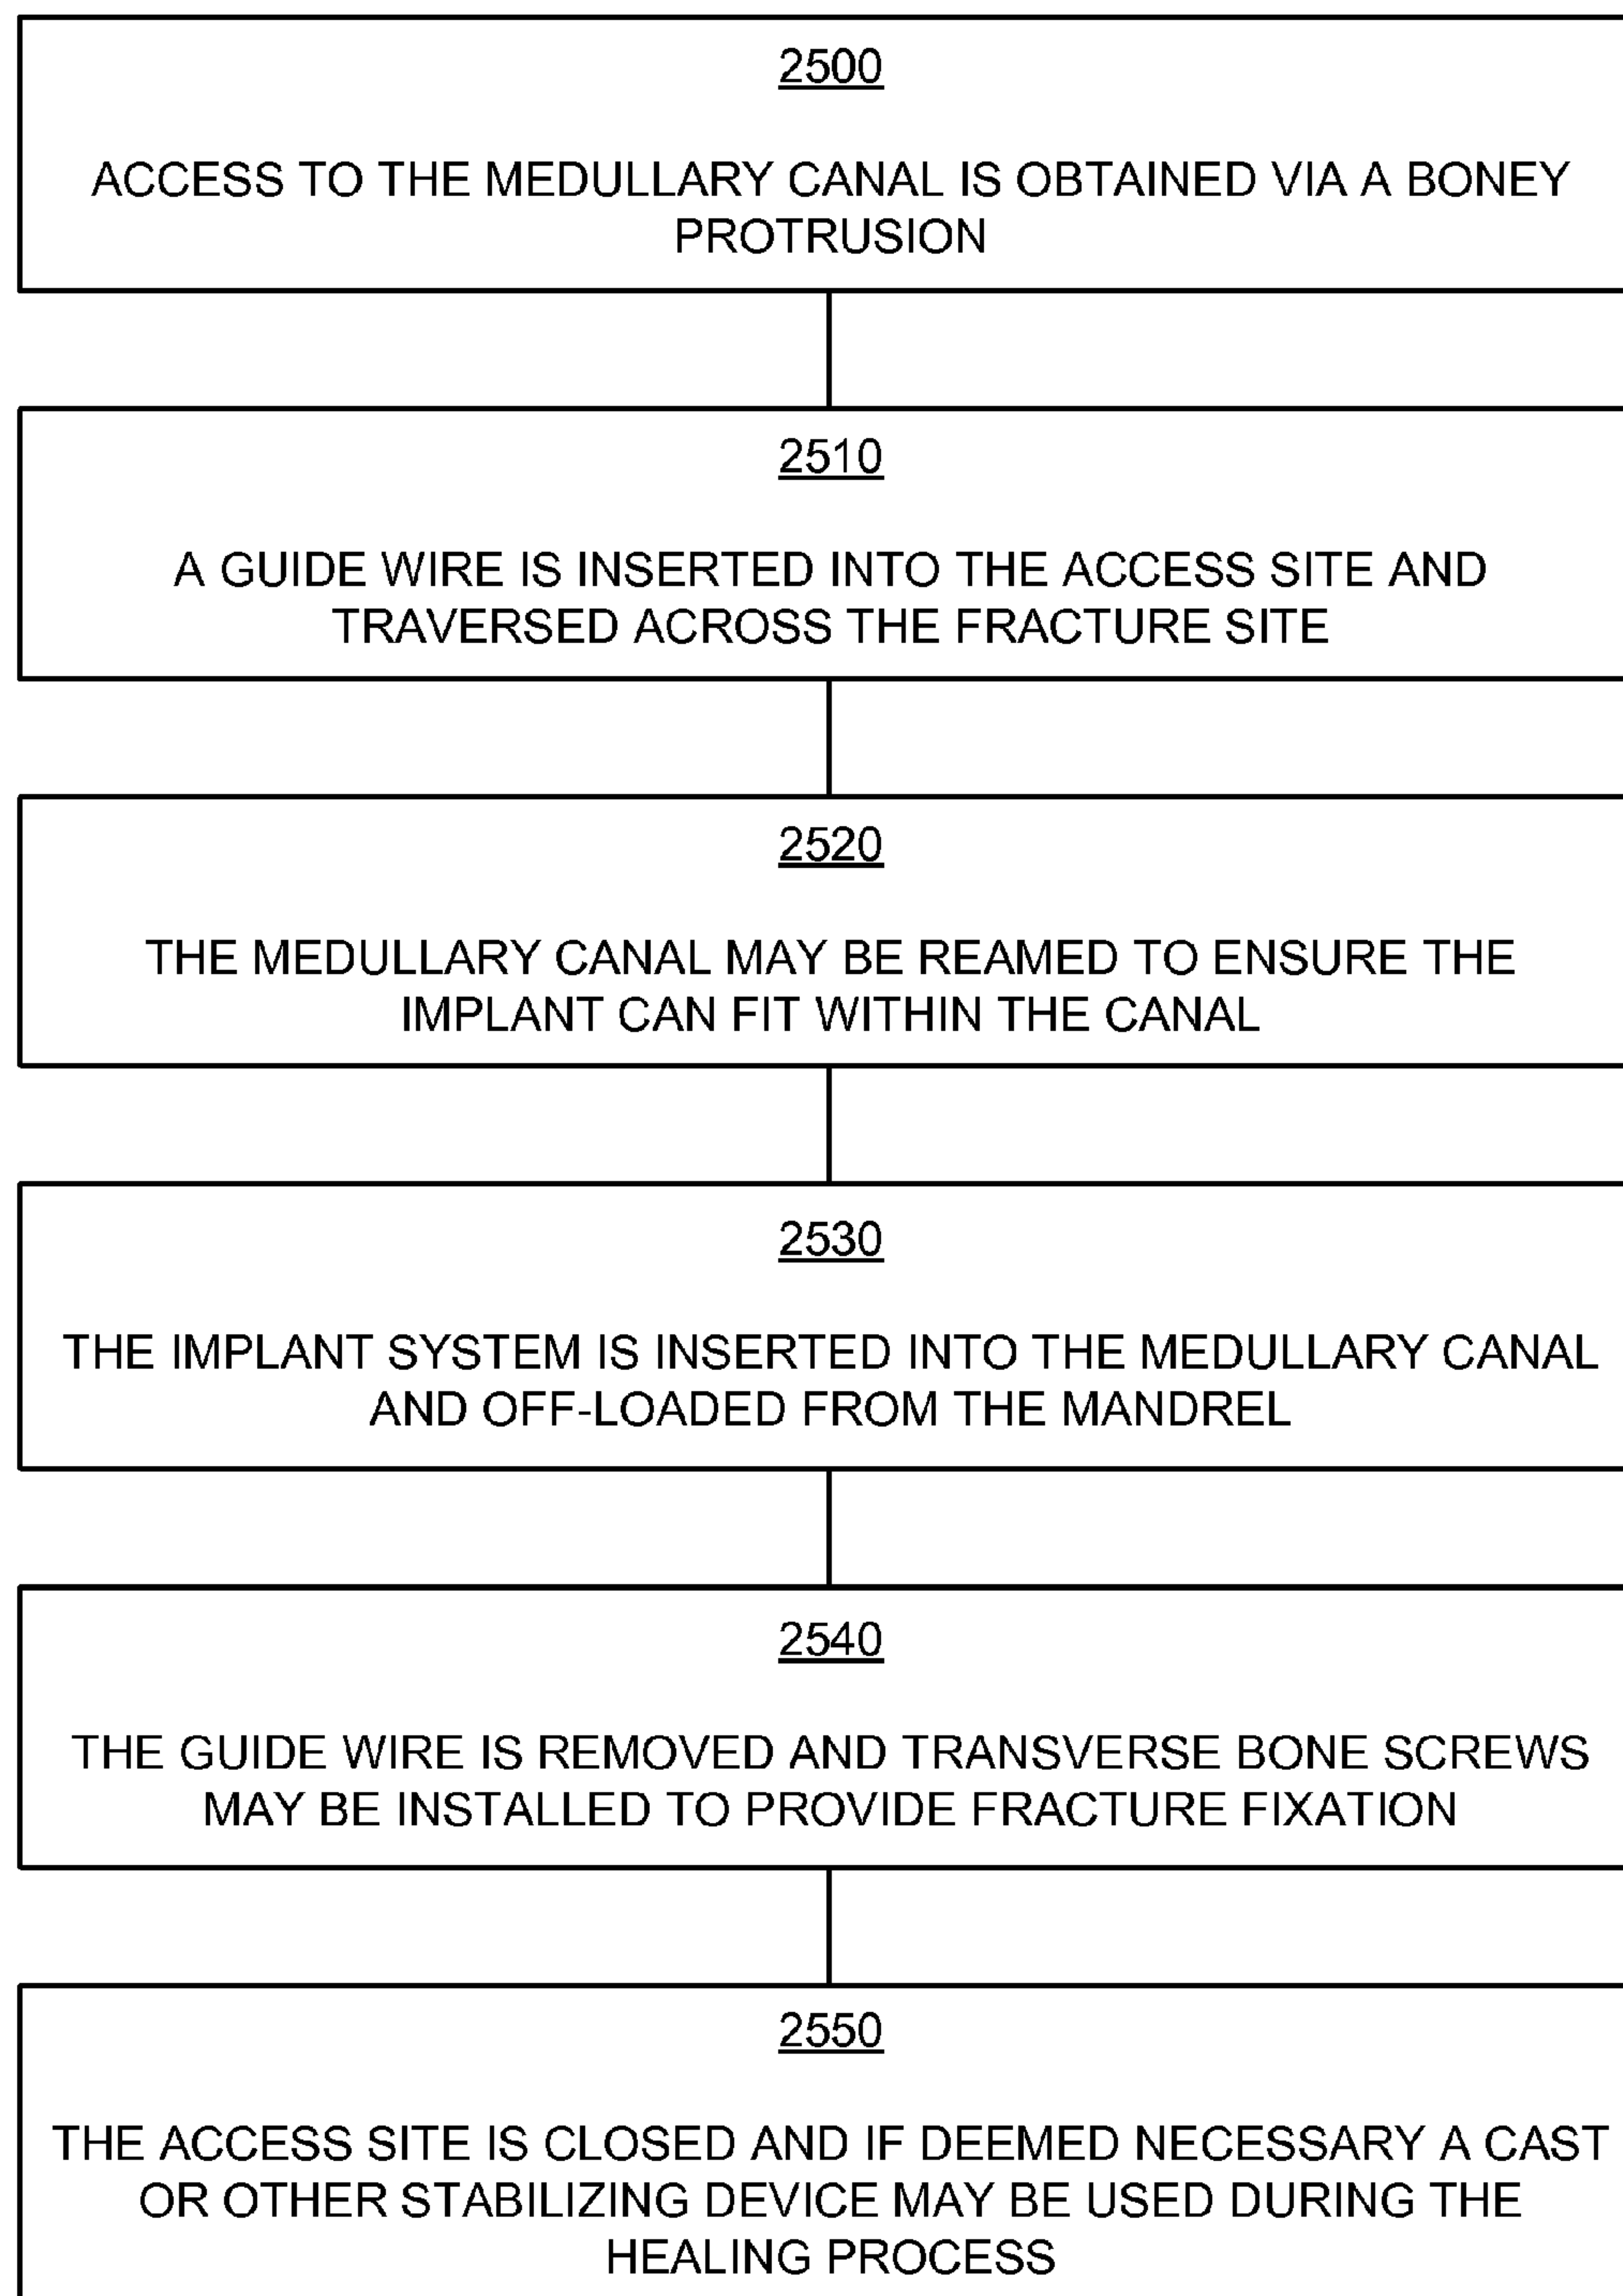 2500
ACCESS TO THE MEDULLARY CANAL IS OBTAINED VIA A BONEY
PROTRUSION
2510
A GUIDE WIRE IS INSERTED INTO THE ACCESS SITE AND
TRAVERSED ACROSS THE FRACTURE SITE
2520
THE MEDULLARY CANAL MAY BE REAMED TO ENSURE THE
IMPLANT CAN FIT WITHIN THE CANAL
2530
THE IMPLANT SYSTEM IS INSERTED INTO THE MEDULLARY CANAL
AND OFF-LOADED FROM THE MANDREL
2540
THE GUIDE WIRE IS REMOVED AND TRANSVERSE BONE SCREWS
MAY BE INSTALLED TO PROVIDE FRACTURE FIXATION
2550
THE ACCESS SITE IS CLOSED AND IF DEEMED NECESSARY A CAST
OR OTHER STABILIZING DEVICE MAY BE USED DURING THE
HEALING PROCESS